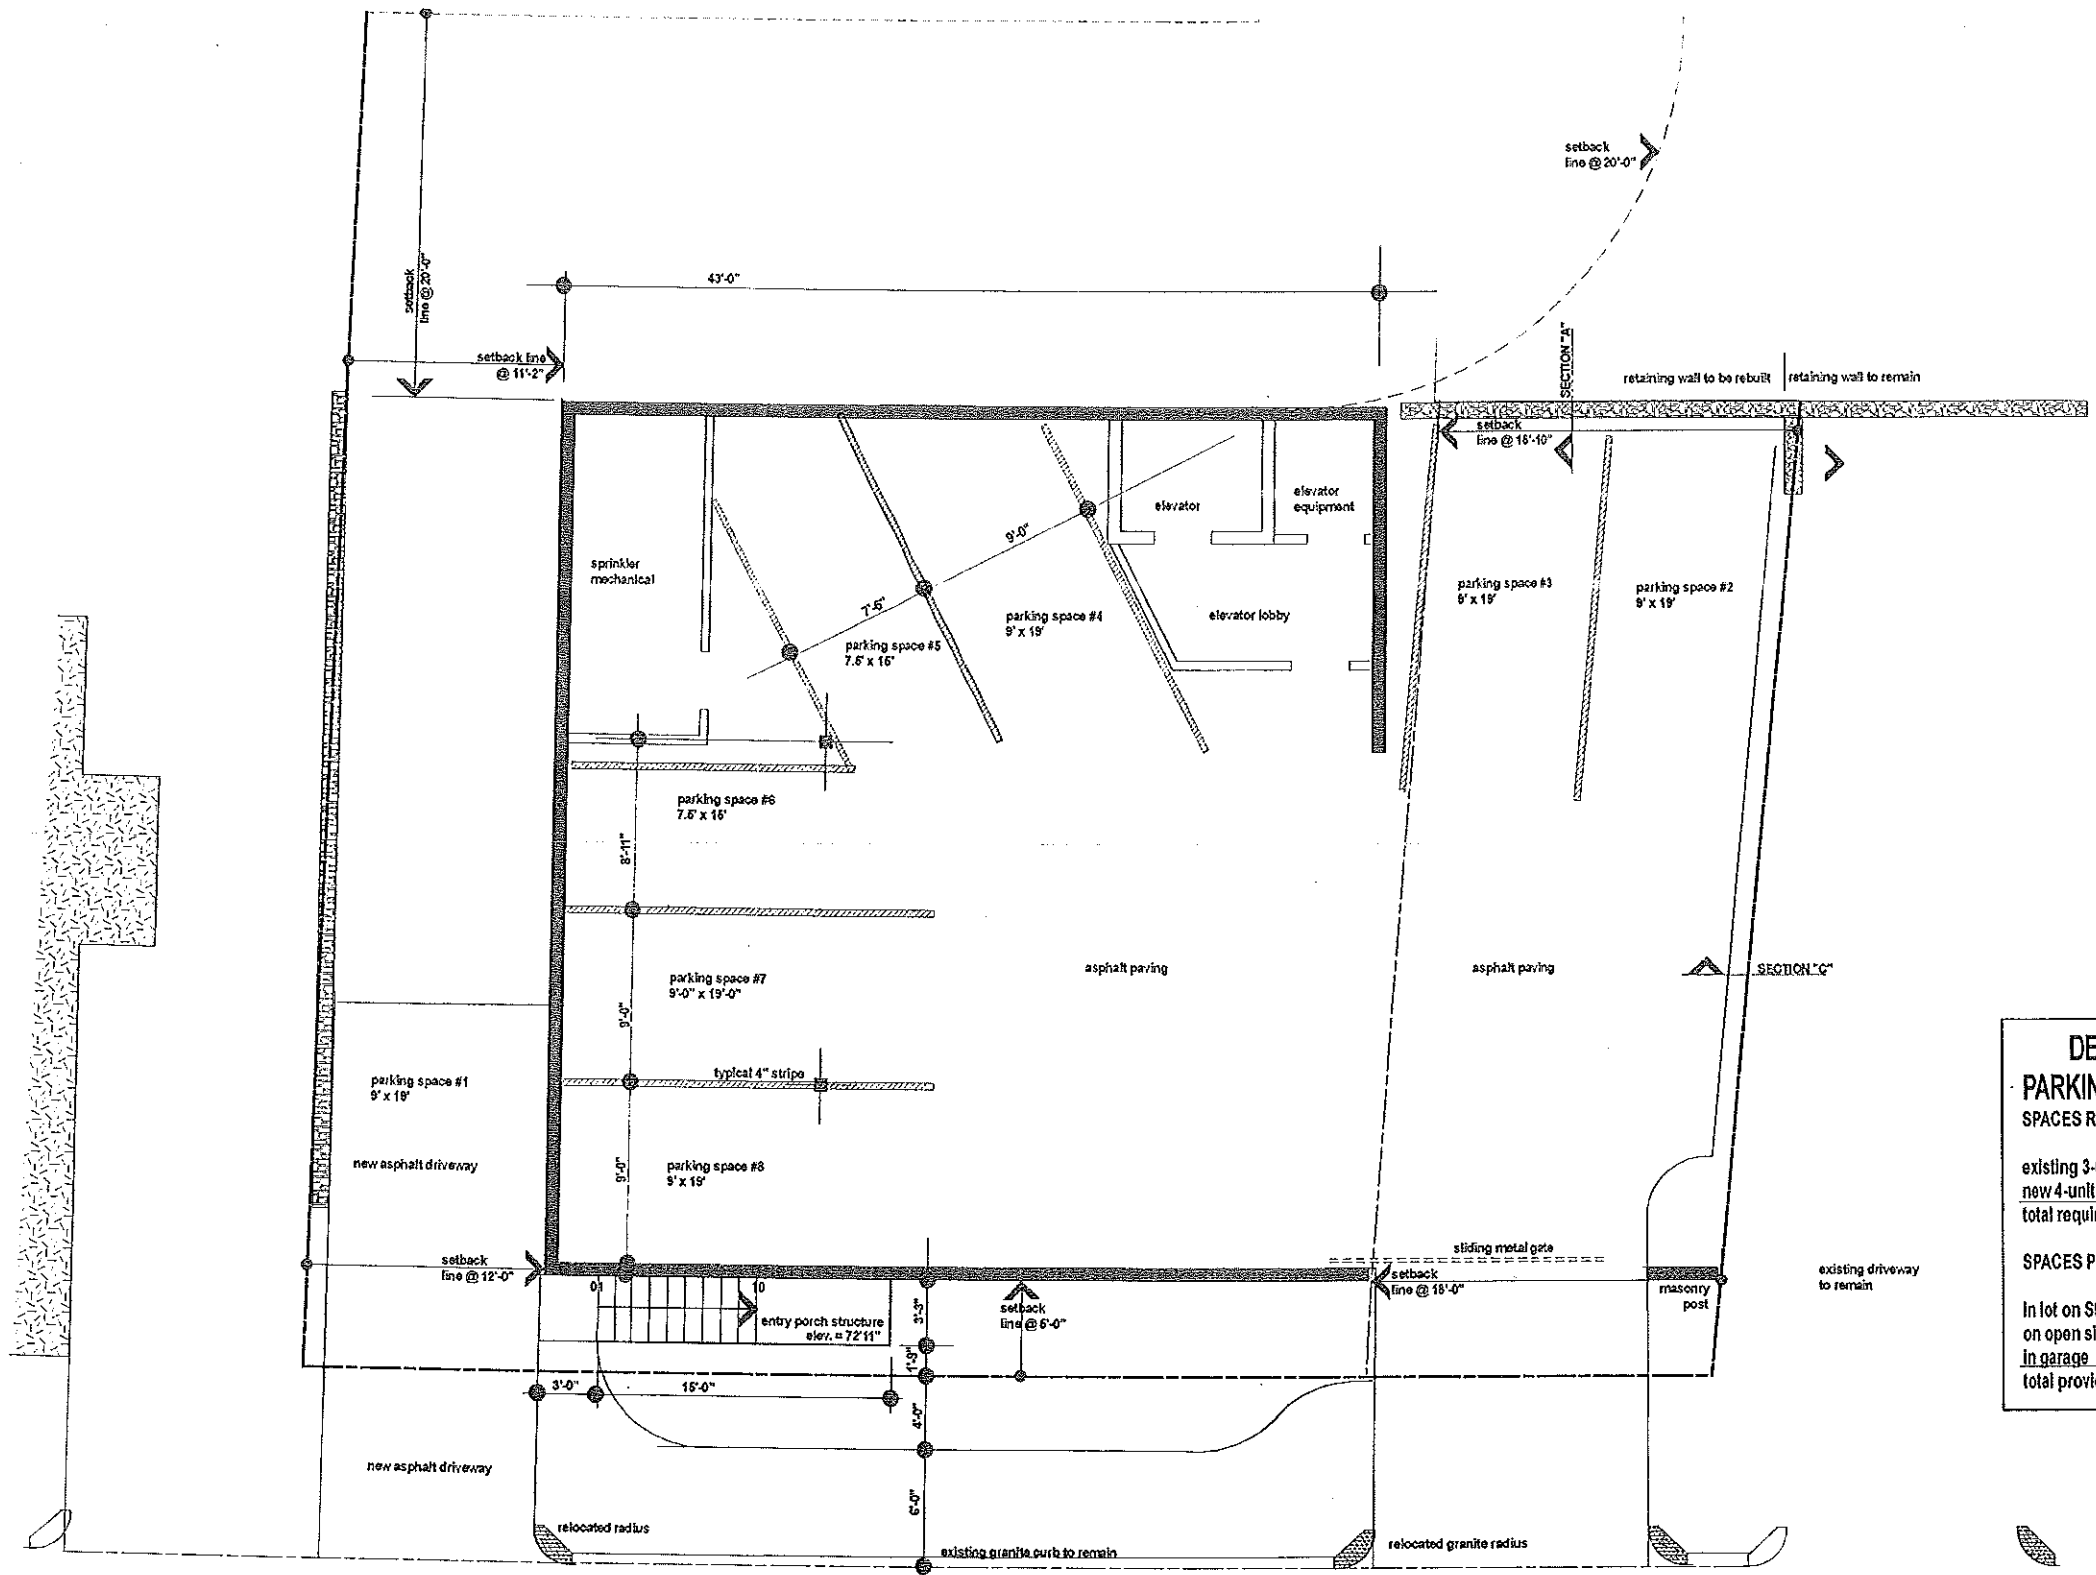 setback
line @ 20'-0"
setback
line @ 20'-0"
43'-0"
setback line
@ 11'-2"
SECTION "A"
retaining wall to be rebuilt
retaining wall to remain
setback
line @ 18'-10"
elevator
elevator
equipment
9'-0"
sprinkler
mechanical
parking space #3
9' x 19'
parking space #2
9' x 19'
7'-6"
parking space #4
9' x 19'
elevator lobby
parking space #5
7.5' x 16'
parking space #6
7.5' x 16'
8'-11"
asphalt paving
asphalt paving
SECTION "C"
parking space #7
9'-0" x 19'-0"
9'-0"
typical 4" stripe
parking space #1
9' x 19'
new asphalt driveway
9'-0"
parking space #8
9' x 19'
DE
PARKIN
SPACES R
existing 3-
new 4-unit
total requi
SPACES P
in lot on S
on open si
in garage
total provi
sliding metal gate
setback
line @ 12'-0"
setback
line @ 18'-0"
existing driveway
to remain
masonry
post
01
10
entry porch structure
elev. = 72'11"
3'-3"
setback
line @ 5'-0"
1'-9"
3'-0"
15'-0"
4'-0"
new asphalt driveway
6'-0"
relocated radius
existing granite curb to remain
relocated granite radius